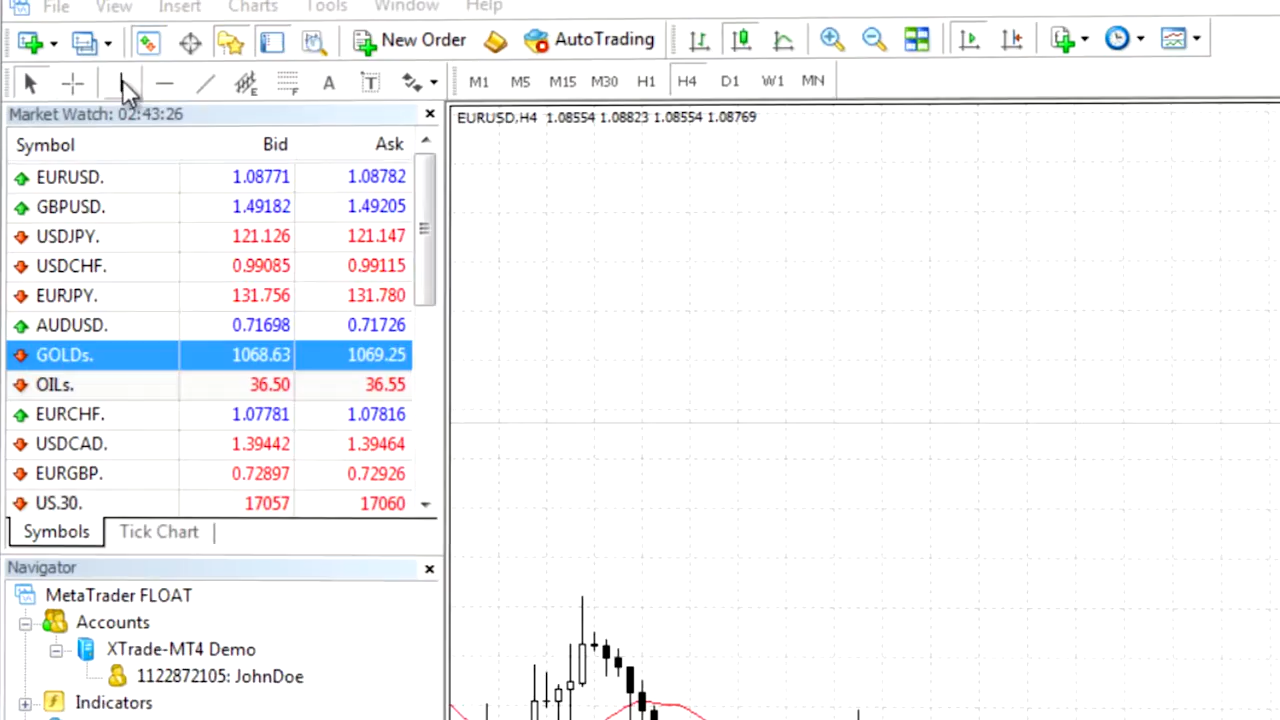 File View Insert Charts Tools Window Help
New Order AutoTrading
E F A T M1 M5 M15 M30 H1 H4 D1 W1 MN
Market Watch: 02:43:26
EURUSD,H4 1.08554 1.08823 1.08554 1.08769
Symbol Bid Ask
EURUSD. 1.08771 1.08782
GBPUSD. 1.49182 1.49205
USDJPY. 121.126 121.147
USDCHF. 0.99085 0.99115
EURJPY. 131.756 131.780
AUDUSD. 0.71698 0.71726
GOLDs. 1068.63 1069.25
OILs. 36.50 36.55
EURCHF. 1.07781 1.07816
USDCAD. 1.39442 1.39464
EURGBP. 0.72897 0.72926
US.30. 17057 17060
Symbols Tick Chart
Navigator
MetaTrader FLOAT
Accounts
XTrade-MT4 Demo
1122872105: JohnDoe
Indicators